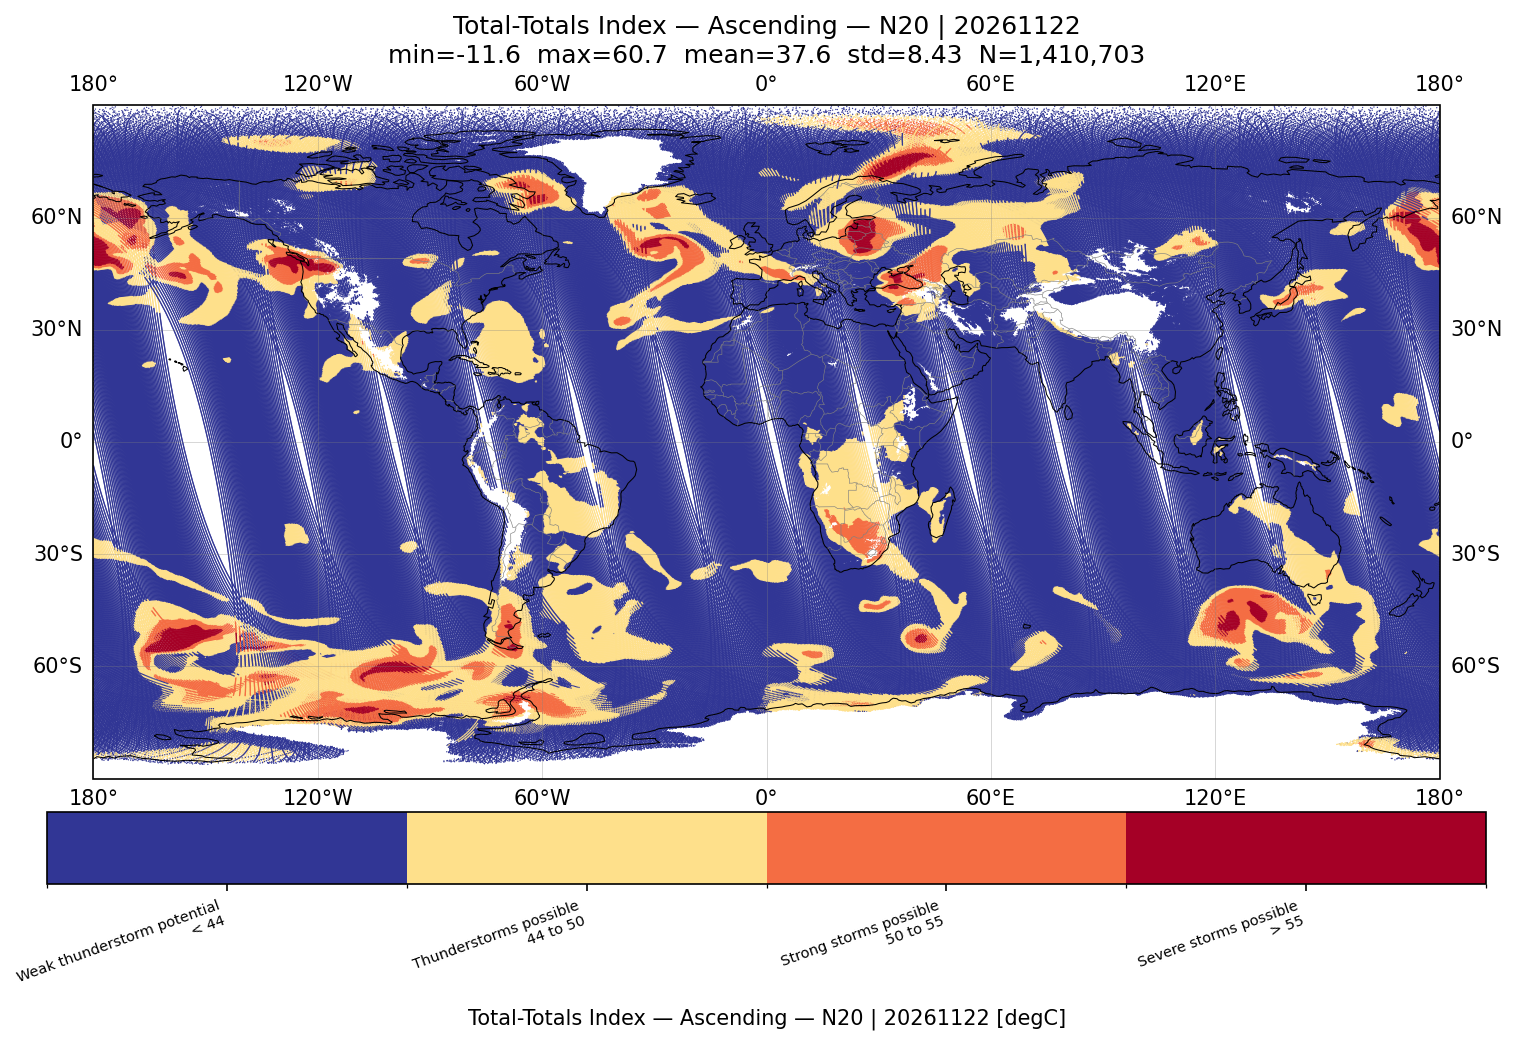 Total-Totals Index — Ascending — N20 | 20261122
min=-11.6 max=60.7 mean=37.6 std=8.43 N=1,410,703
180° 120°W 60°W 0° 60°E 120°E 180°
60°N 60°N
30°N 30°N
0° 0°
30°S 30°S
60°S 60°S
180° 120°W 60°W 0° 60°E 120°E 180°
Weak thunderstorm potential
< 44
Thunderstorms possible
44 to 50
Strong storms possible
50 to 55
Severe storms possible
> 55
Total-Totals Index — Ascending — N20 | 20261122 [degC]